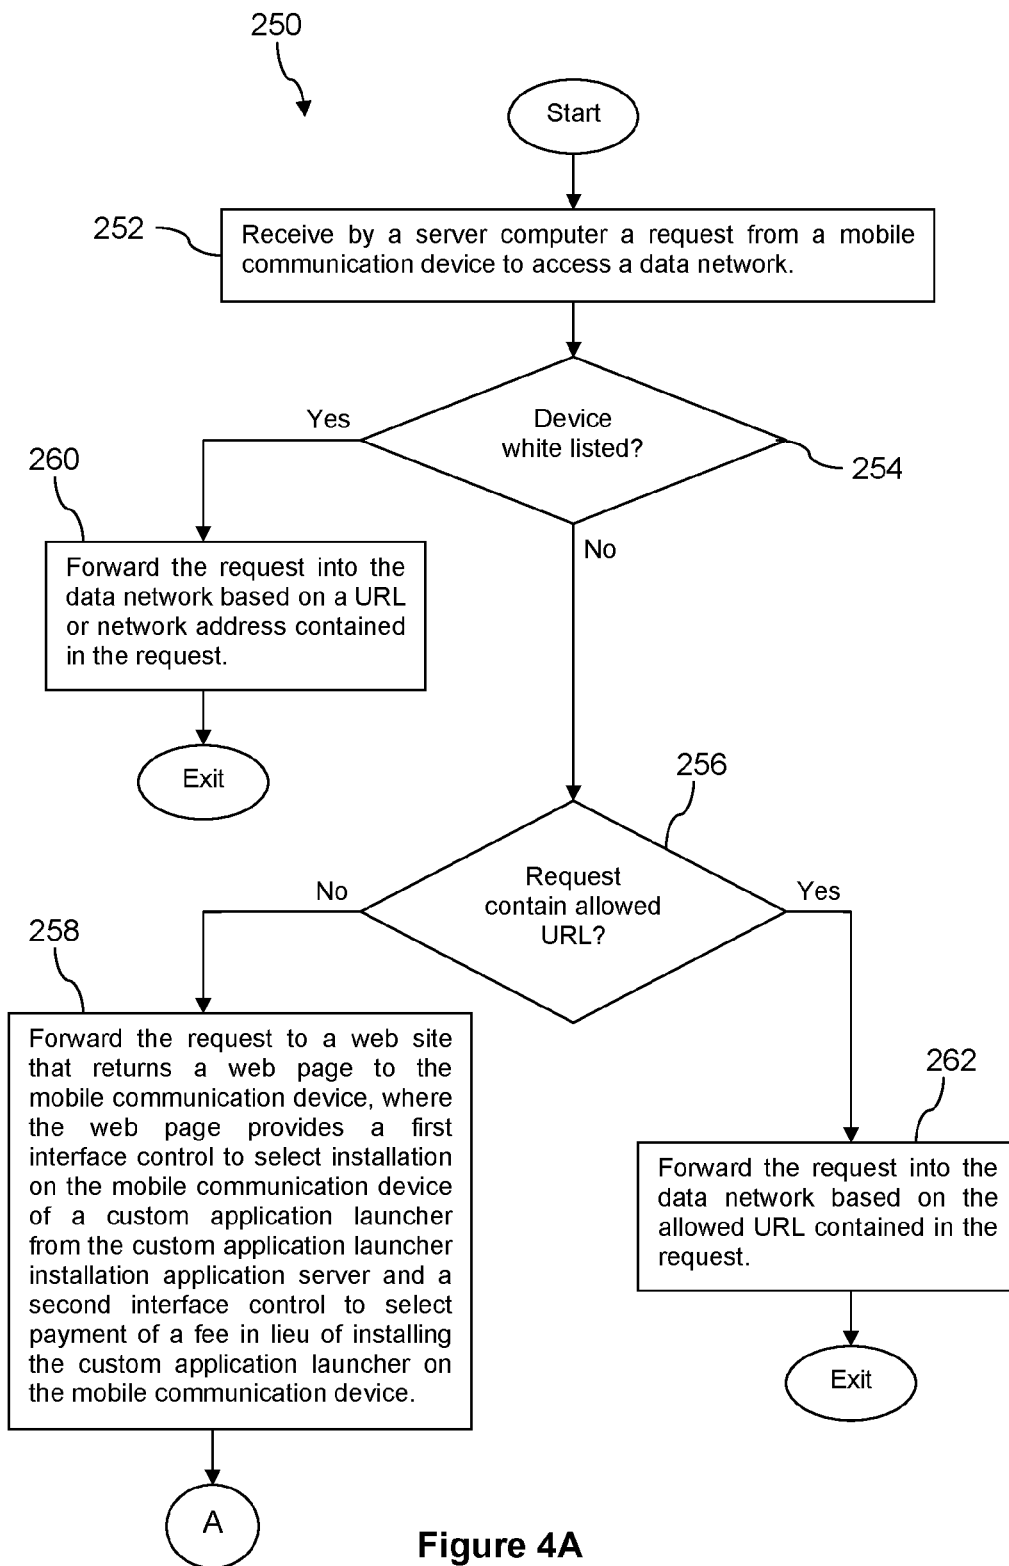 250
Start
252
Receive by a server computer a request from a mobile
communication device to access a data network.
Yes
Device
white listed?
254
260
No
Forward the request into the
data network based on a URL
or network address contained
in the request.
Exit
256
No
Request
contain allowed
URL?
Yes
258
Forward the request to a web site
that returns a web page to the
mobile communication device, where
the web page provides a first
interface control to select installation
on the mobile communication device
of a custom application launcher
from the custom application launcher
installation application server and a
second interface control to select
payment of a fee in lieu of installing
the custom application launcher on
the mobile communication device.
262
Forward the request into the
data network based on the
allowed URL contained in the
request.
Exit
A
Figure 4A